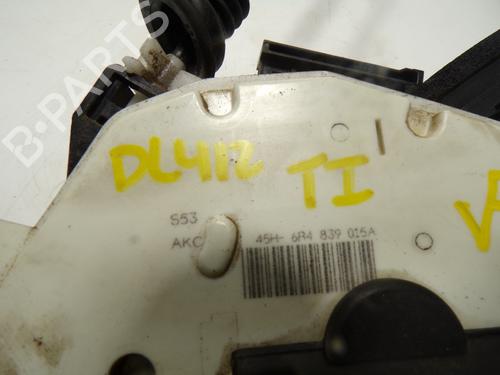 B-PARTS
DL412
TI
S53
AKC
45H- 6R4 839 015A